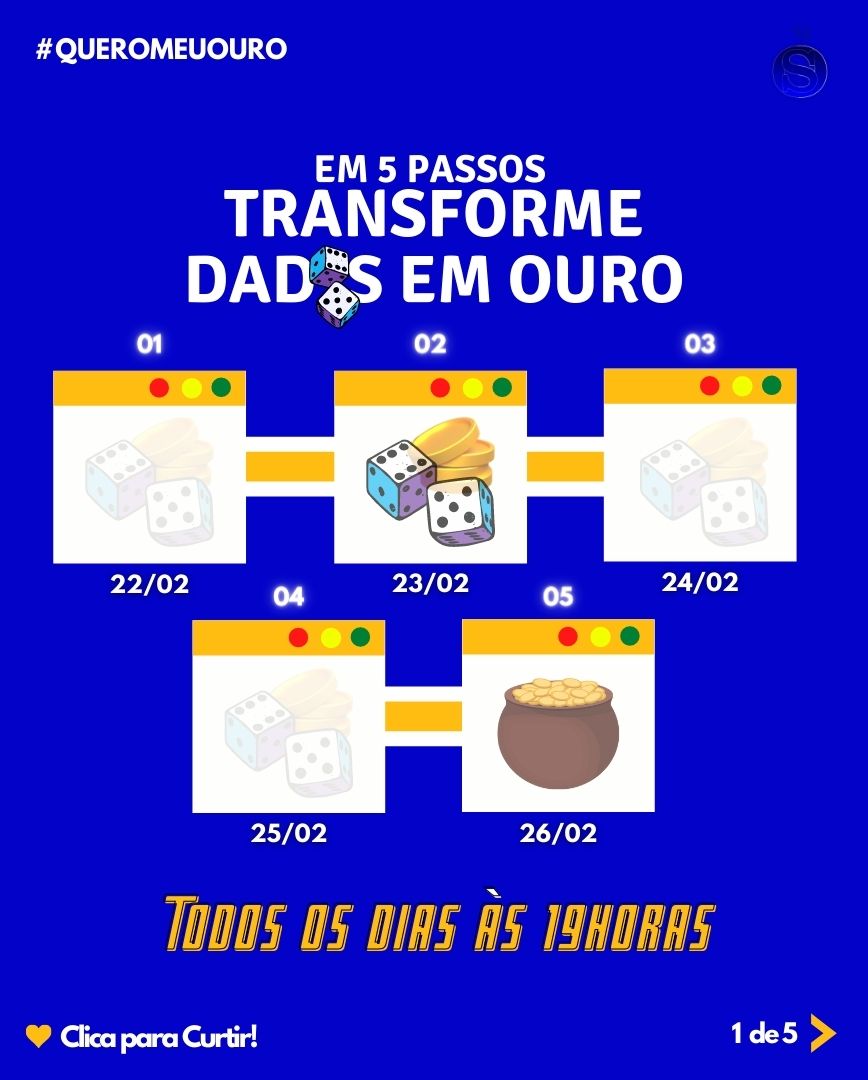 #QUEROMEUOURO
S
EM 5 PASSOS
TRANSFORME
DADOS EM OURO
01
02
03
22/02
23/02
24/02
04
05
25/02
26/02
TODOS OS DIAS ÀS 19HORAS
Clica para Curtir!
1 de 5